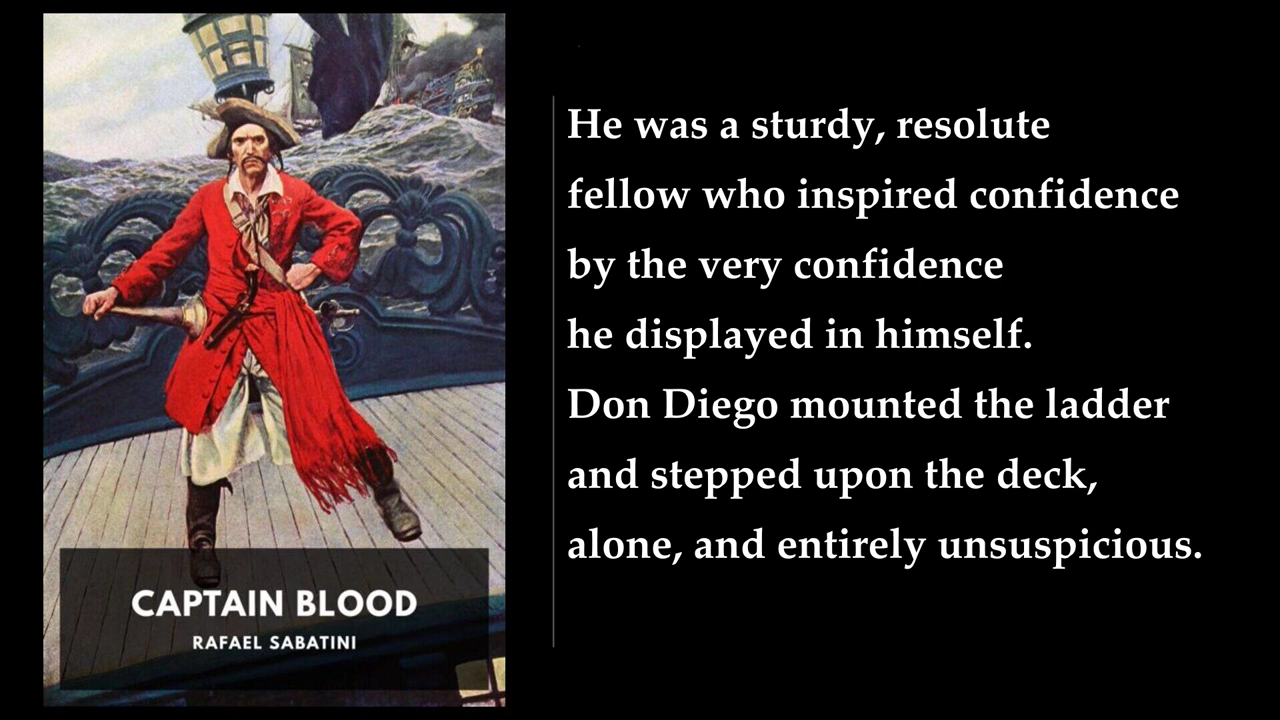 CAPTAIN BLOOD
RAFAEL SABATINI
He was a sturdy, resolute
fellow who inspired confidence
by the very confidence
he displayed in himself.
Don Diego mounted the ladder
and stepped upon the deck,
alone, and entirely unsuspicious.